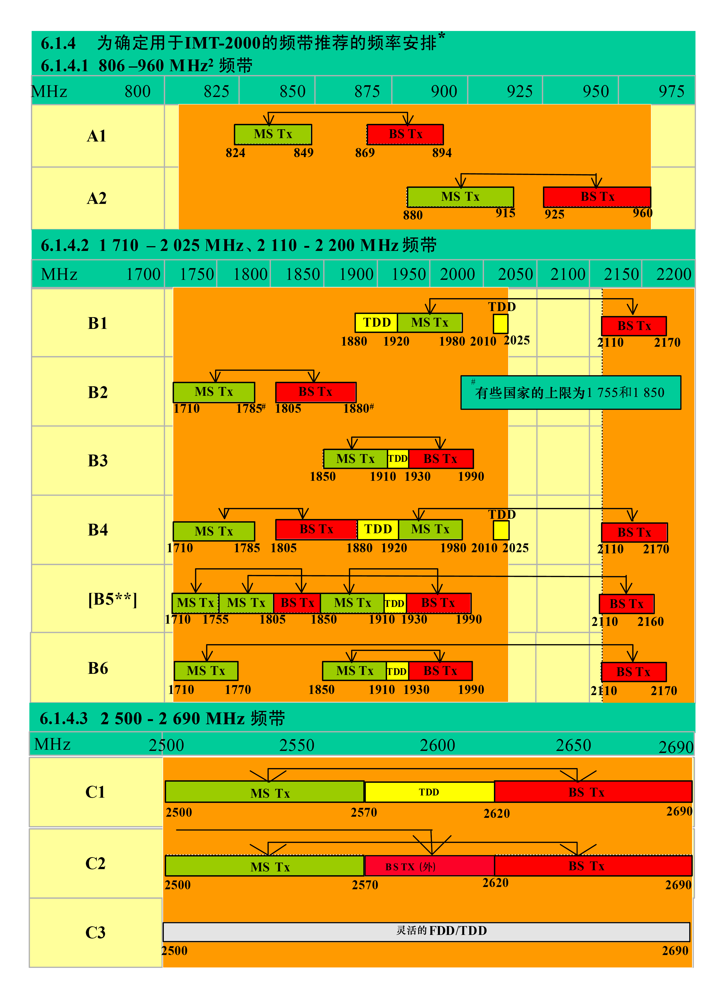 6.1.4 为确定用于IMT-2000的频带推荐的频率安排*
6.1.4.1 806 –960 MHz² 频带
MHz 800 825 850 875 900 925 950 975
A1 MS Tx BS Tx
824 849 869 894
A2 MS Tx BS Tx
880 915 925 960
6.1.4.2 1 710 – 2 025 MHz、2 110 - 2 200 MHz 频带
MHz 1700 1750 1800 1850 1900 1950 2000 2050 2100 2150 2200
TDD
B1 TDD MS Tx BS Tx
1880 1920 1980 2010 2025 2110 2170
B2 MS Tx BS Tx #有些国家的上限为1 755和1 850
1710 1785# 1805 1880#
B3 MS Tx TDD BS Tx
1850 1910 1930 1990
TDD
B4 MS Tx BS Tx TDD MS Tx BS Tx
1710 1785 1805 1880 1920 1980 2010 2025 2110 2170
[B5**] MS Tx MS Tx BS Tx MS Tx TDD BS Tx BS Tx
1710 1755 1805 1850 1910 1930 1990 2110 2160
B6 MS Tx MS Tx TDD BS Tx BS Tx
1710 1770 1850 1910 1930 1990 2110 2170
6.1.4.3 2 500 - 2 690 MHz 频带
MHz 2500 2550 2600 2650 2690
C1 MS Tx TDD BS Tx
2500 2570 2620 2690
C2 MS Tx BS TX (外) BS Tx
2500 2570 2620 2690
C3 灵活的 FDD/TDD
2500 2690